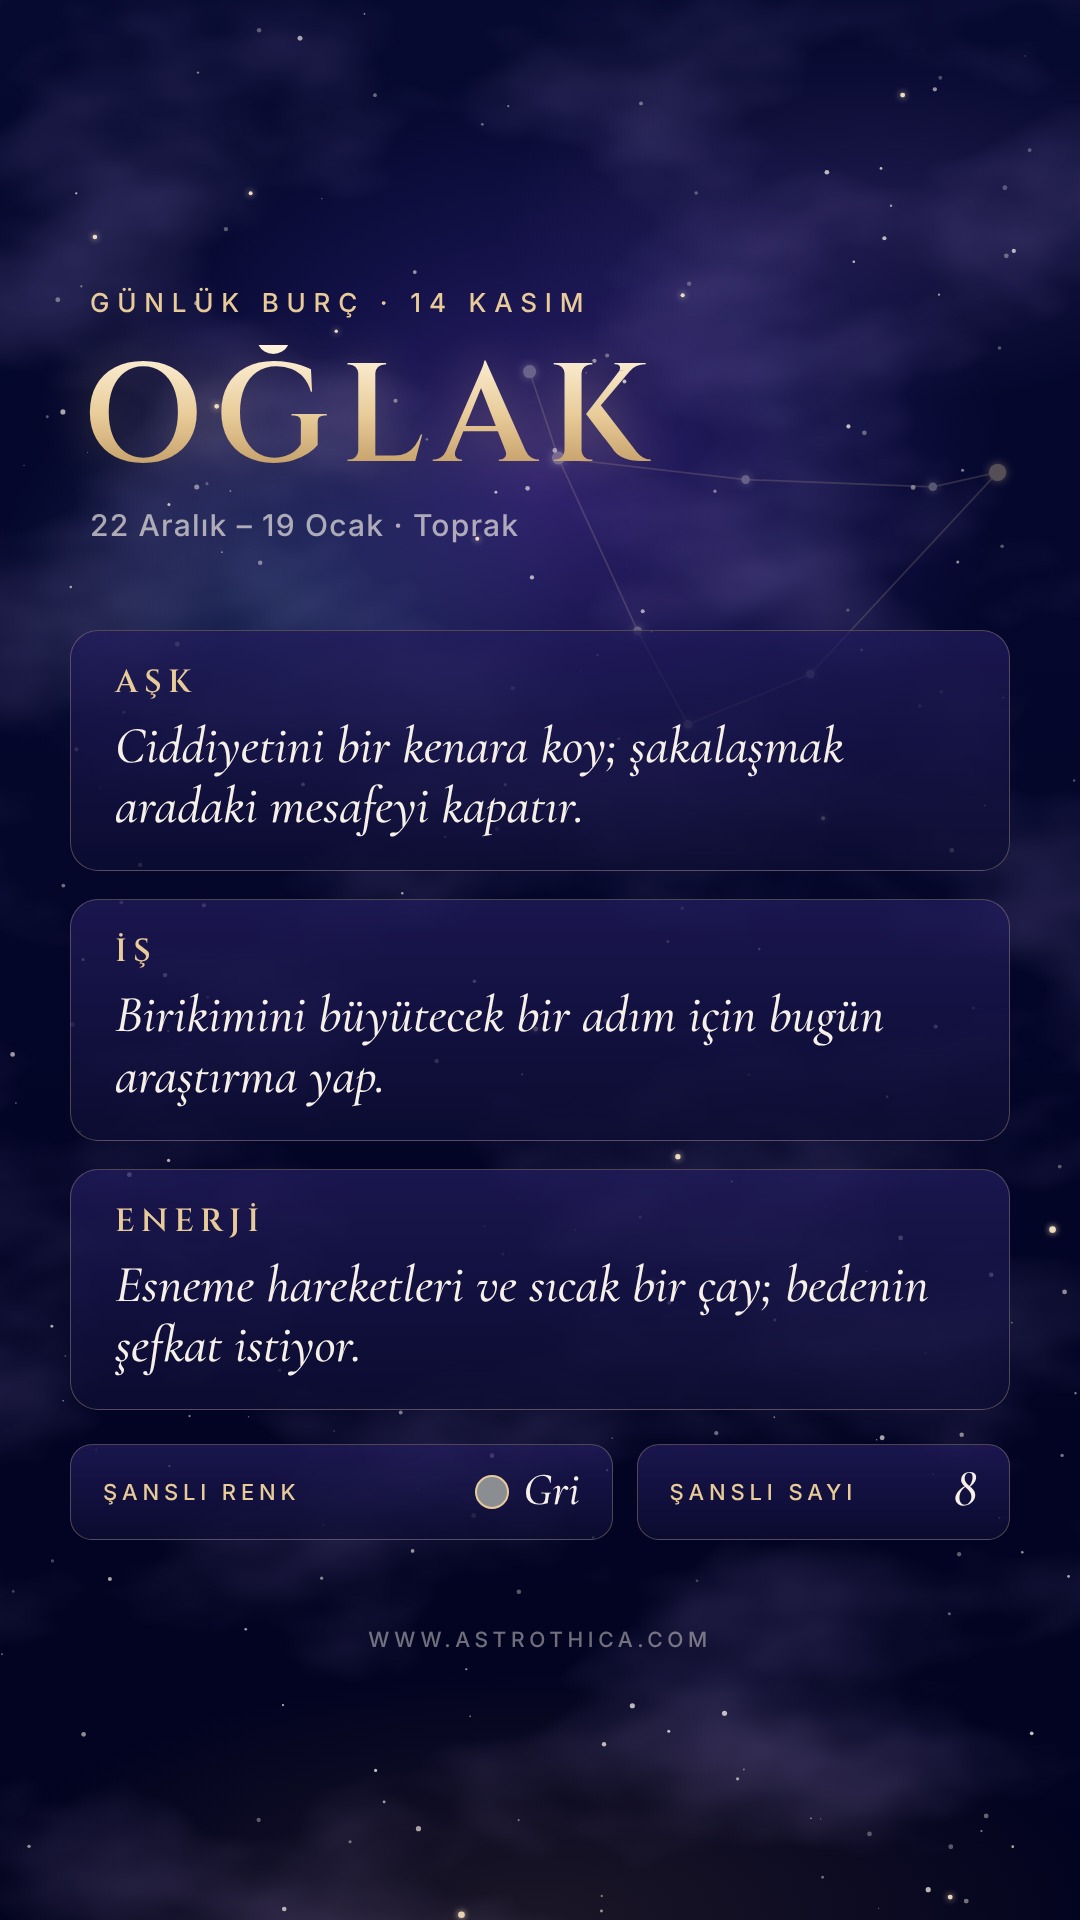 GÜNLÜK BURÇ · 14 KASIM
OĞLAK
22 Aralık – 19 Ocak · Toprak
AŞK
Ciddiyetini bir kenara koy; şakalaşmak
aradaki mesafeyi kapatır.
İŞ
Birikimini büyütecek bir adım için bugün
araştırma yap.
ENERJİ
Esneme hareketleri ve sıcak bir çay; bedenin
şefkat istiyor.
ŞANSLI RENK Gri
ŞANSLI SAYI 8
WWW.ASTROTHICA.COM